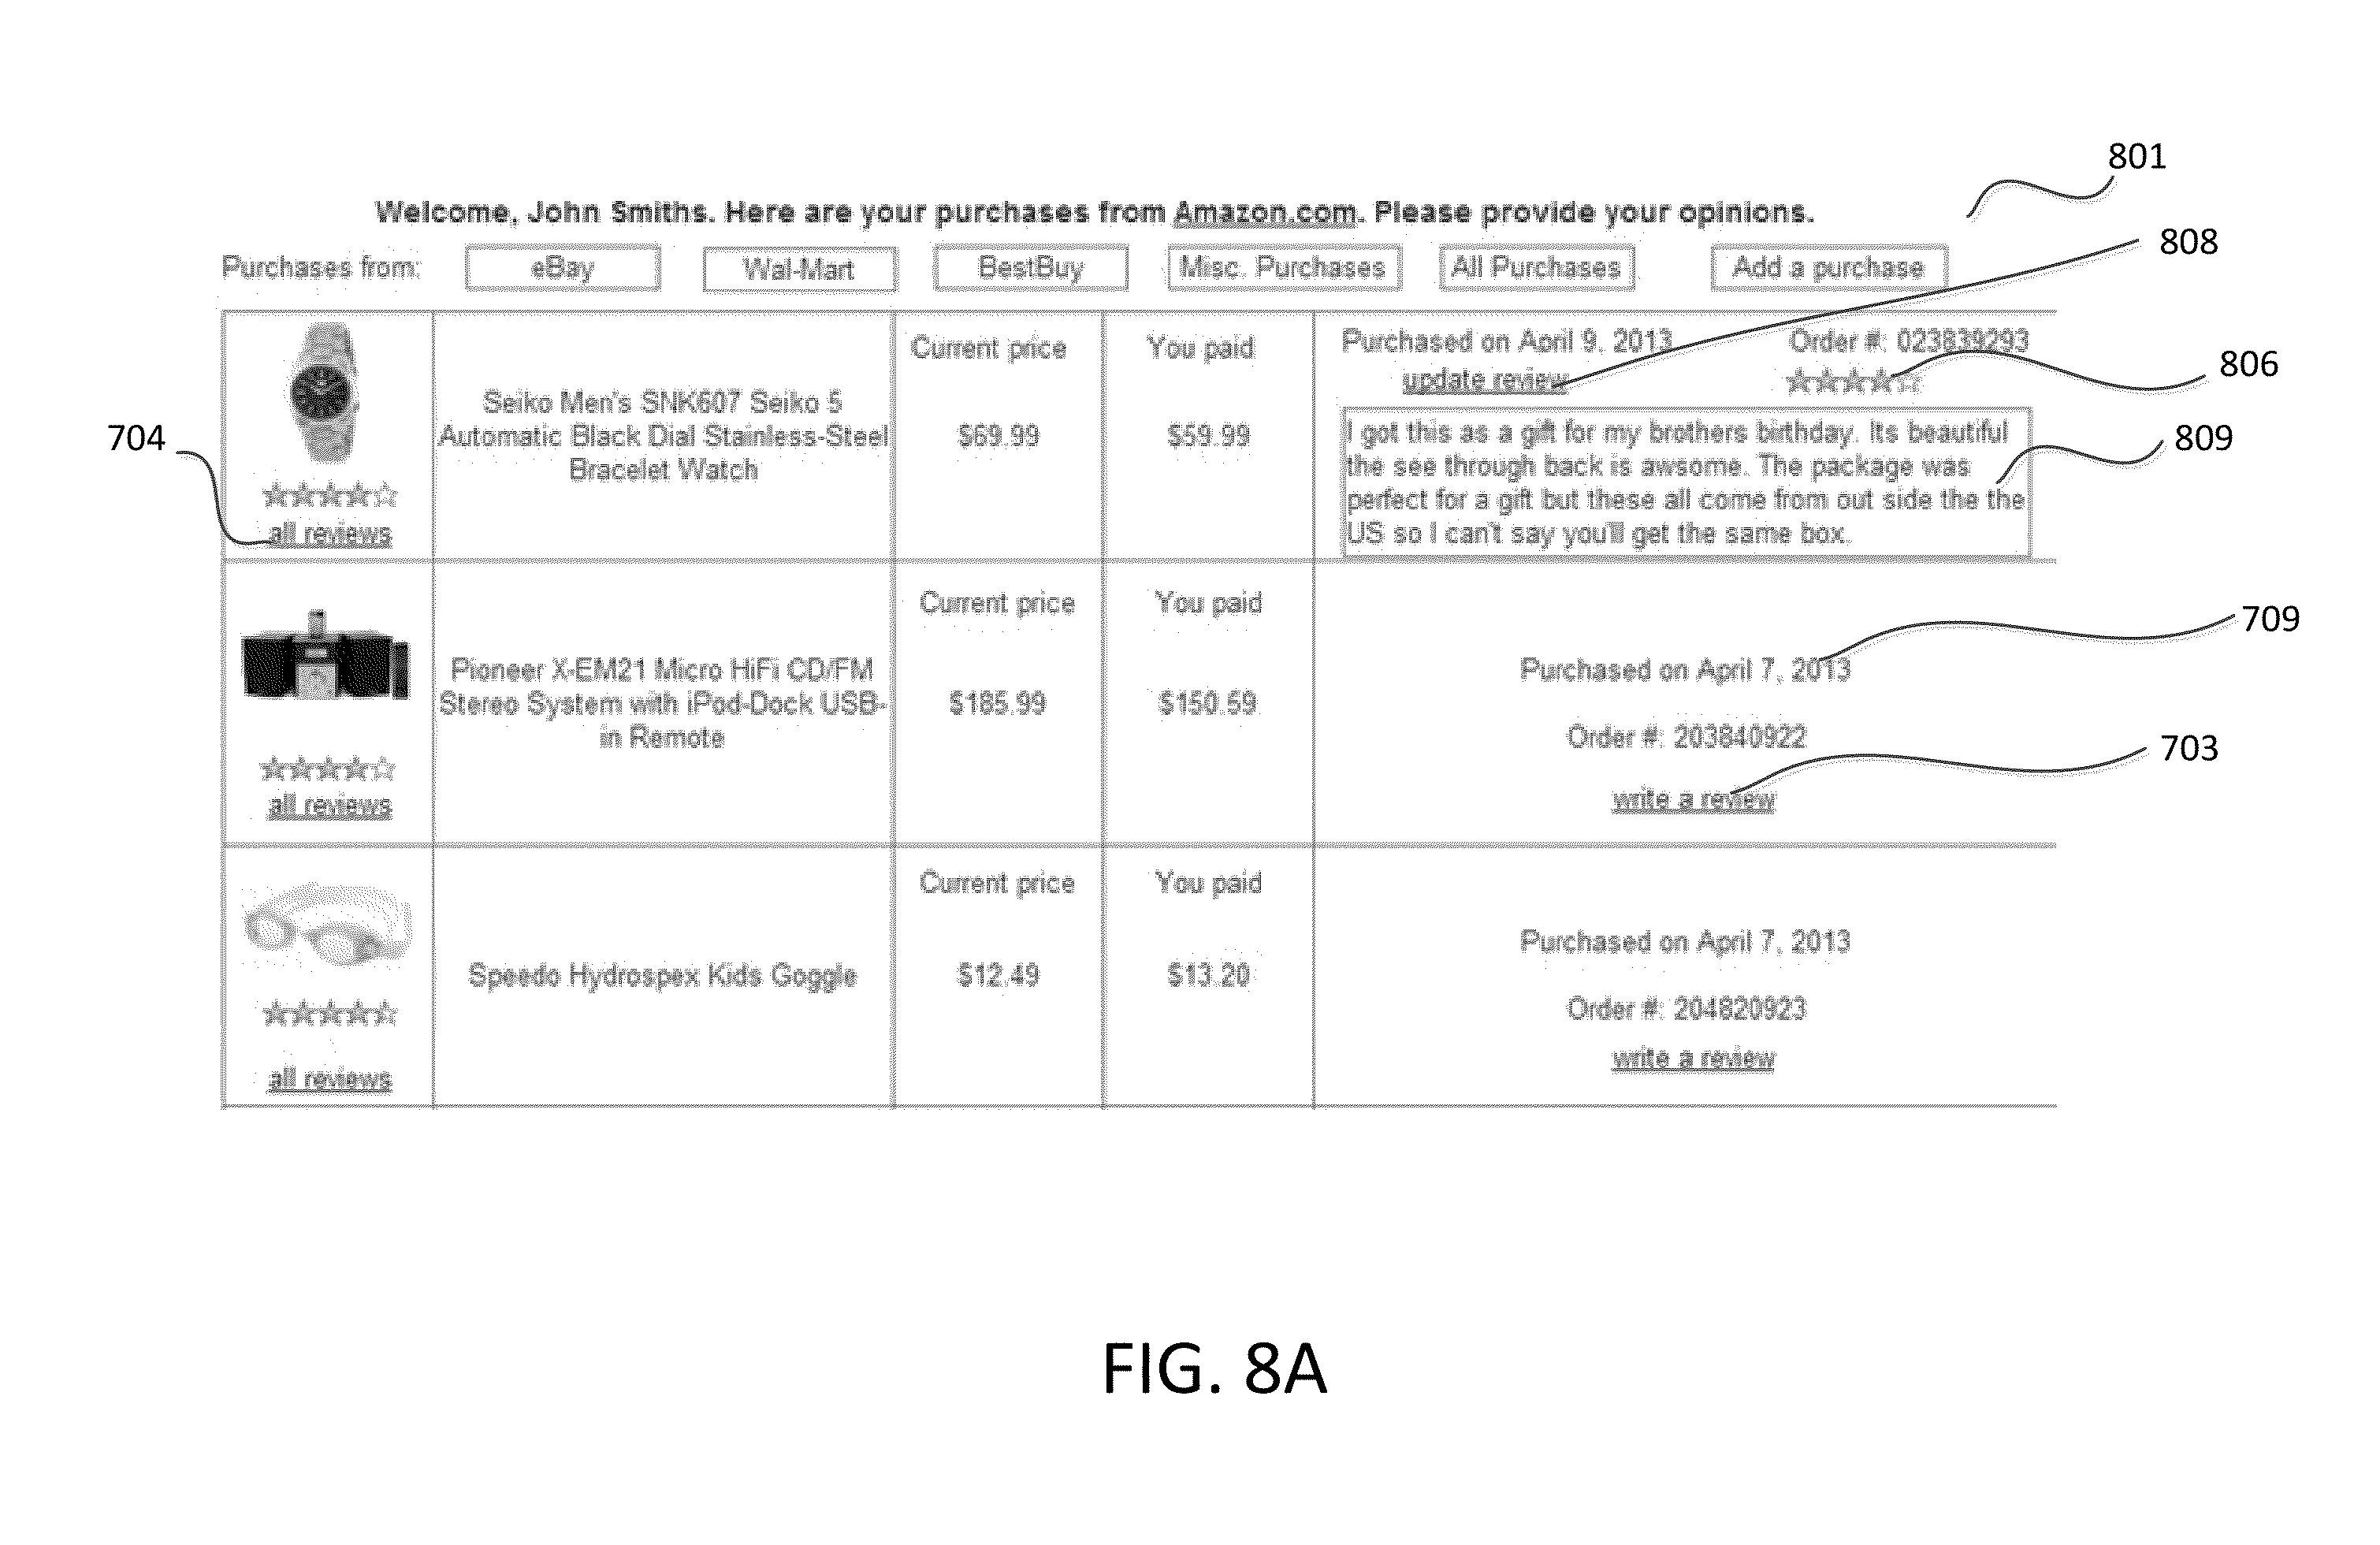 801
Welcome, John Smiths. Here are your purchases from Amazon.com. Please provide your opinions.
808
Purchases from: eBay Wal-Mart BestBuy Misc. Purchases All Purchases Add a purchase
Current price
You paid
Purchased on April 9, 2013 Order #: 023839293
update review
806
Seiko Men's SNK607 Seiko 5
Automatic Black Dial Stainless-Steel
Bracelet Watch
$69.99
$59.99
I got this as a gift for my brothers birthday. Its beautiful
the see through back is awsome. The package was
perfect for a gift but these all come from out side the the
US so I can't say you'll get the same box.
809
704
all reviews
Current price
You paid
709
Pioneer X-EM21 Micro HiFi CD/FM
Stereo System with iPod-Dock USB-
in Remote
$185.99
$150.59
Purchased on April 7, 2013
Order #: 203840922
703
write a review
all reviews
Current price
You paid
Speedo Hydrospex Kids Goggle
$12.49
$13.20
Purchased on April 7, 2013
Order #: 204820923
write a review
all reviews
FIG. 8A